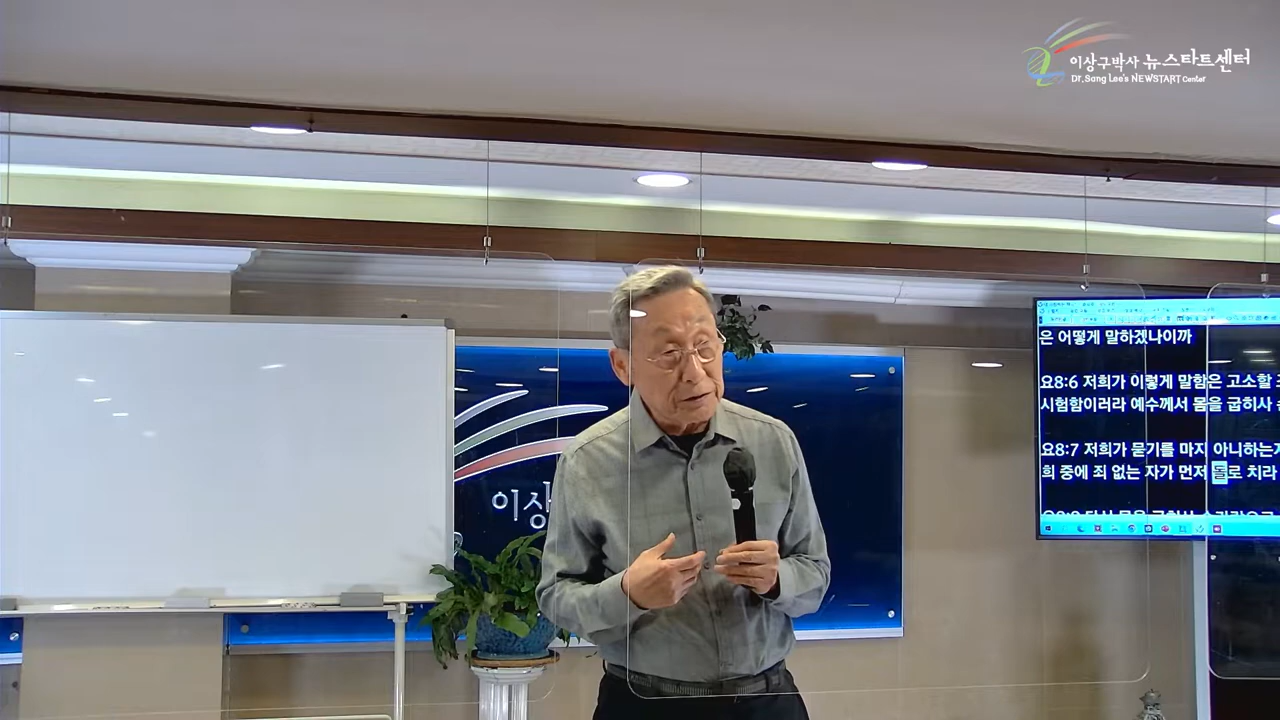 이상구박사 뉴스타트센터
Dr. Sang Lee's NEWSTART Center
은 어떻게 말하겠나이까
요8:6 저희가 이렇게 말함은 고소할
시험함이러라 예수께서 몸을 굽히사
요8:7 저희가 묻기를 마지 아니하는
희 중에 죄 없는 자가 먼저 돌로 치라
이상